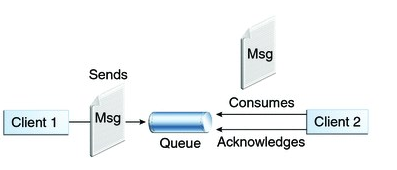 Msg
Sends
Consumes
Client 1
Msg
Client 2
Queue
Acknowledges